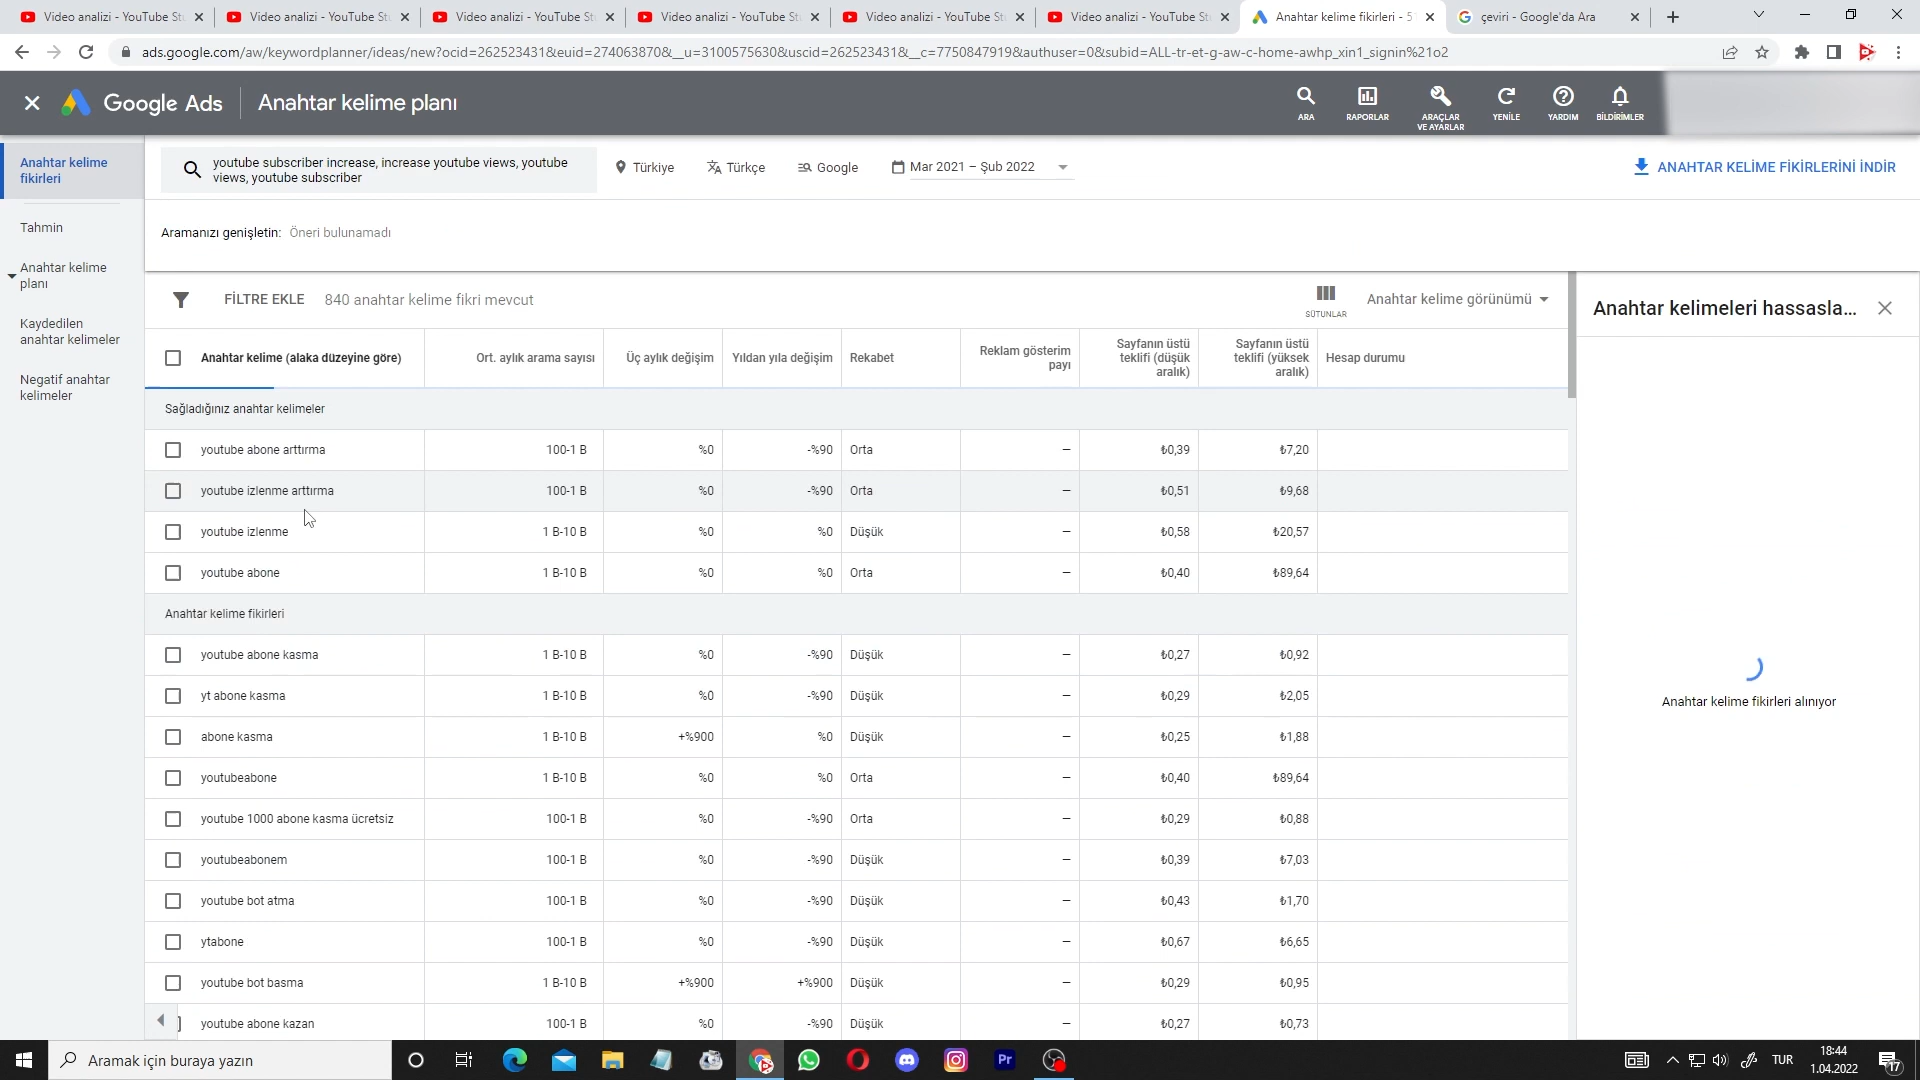 Video analizi - YouTube Stu
Video analizi - YouTube Stu
Video analizi - YouTube Stu
Video analizi - YouTube Stu
Video analizi - YouTube Stu
Video analizi - YouTube Stu
Anahtar kelime fikirleri - 5
çeviri - Google'da Ara
ads.google.com/aw/keywordplanner/ideas/new?ocid=262523431&euid=274063870&__u=3100575630&uscid=262523431&__c=7750847919&authuser=0&subid=ALL-tr-et-g-aw-c-home-awhp_xin1_signin%21o2
Google Ads
Anahtar kelime planı
ARA
RAPORLAR
ARAÇLAR
VE AYARLAR
YENİLE
YARDIM
BİLDİRİMLER
Anahtar kelime
fikirleri
Tahmin
Anahtar kelime
planı
Kaydedilen
anahtar kelimeler
Negatif anahtar
kelimeler
youtube subscriber increase, increase youtube views, youtube
views, youtube subscriber
Türkiye
Türkçe
Google
Mar 2021 – Şub 2022
ANAHTAR KELİME FİKİRLERİNİ İNDİR
Aramanızı genişletin: Öneri bulunamadı
FİLTRE EKLE
840 anahtar kelime fikri mevcut
SÜTUNLAR
Anahtar kelime görünümü
Anahtar kelimeleri hassasla...
Anahtar kelime (alaka düzeyine göre)
Ort. aylık arama sayısı
Üç aylık değişim
Yıldan yıla değişim
Rekabet
Reklam gösterim
payı
Sayfanın üstü
teklifi (düşük
aralık)
Sayfanın üstü
teklifi (yüksek
aralık)
Hesap durumu
Sağladığınız anahtar kelimeler
youtube abone arttırma 100-1 B %0 -%90 Orta – ₺0,39 ₺7,20
youtube izlenme arttırma 100-1 B %0 -%90 Orta – ₺0,51 ₺9,68
youtube izlenme 1 B-10 B %0 %0 Düşük – ₺0,58 ₺20,57
youtube abone 1 B-10 B %0 %0 Orta – ₺0,40 ₺89,64
Anahtar kelime fikirleri
youtube abone kasma 1 B-10 B %0 -%90 Düşük – ₺0,27 ₺0,92
yt abone kasma 1 B-10 B %0 -%90 Düşük – ₺0,29 ₺2,05
abone kasma 1 B-10 B +%900 %0 Düşük – ₺0,25 ₺1,88
youtubeabone 1 B-10 B %0 %0 Orta – ₺0,40 ₺89,64
youtube 1000 abone kasma ücretsiz 100-1 B %0 -%90 Orta – ₺0,29 ₺0,88
youtubeabonem 100-1 B %0 -%90 Düşük – ₺0,39 ₺7,03
youtube bot atma 100-1 B %0 -%90 Düşük – ₺0,43 ₺1,70
ytabone 100-1 B %0 -%90 Düşük – ₺0,67 ₺6,65
youtube bot basma 1 B-10 B +%900 +%900 Düşük – ₺0,29 ₺0,95
youtube abone kazan 100-1 B %0 -%90 Düşük – ₺0,27 ₺0,73
Anahtar kelime fikirleri alınıyor
Aramak için buraya yazın
Pr
TUR
18:44
1.04.2022
17